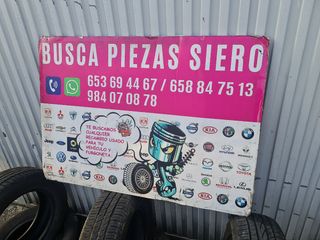 BUSCA PIEZAS SIERO
653 69 44 67 / 658 84 75 13
984 07 08 78
TE BUSCAMOS
CUALQUIER
RECAMBIO USADO
PARA TU
VEHÍCULO Y
FURGONETA